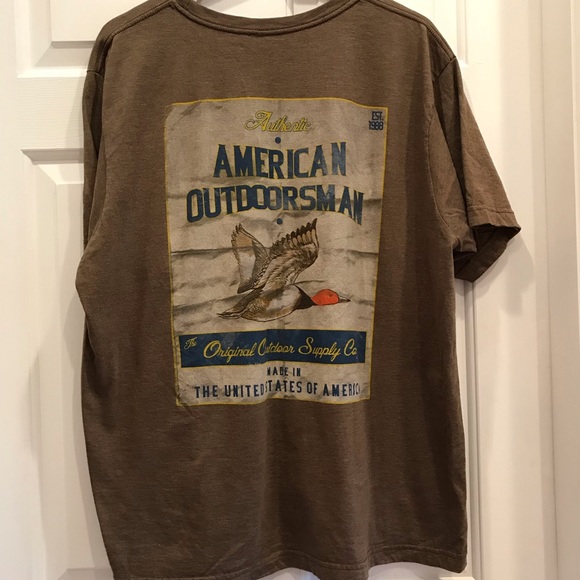 Authentic
EST.
1988
AMERICAN
OUTDOORSMAN
The Original Outdoor Supply Co
MADE IN
THE UNITED STATES OF AMERICA